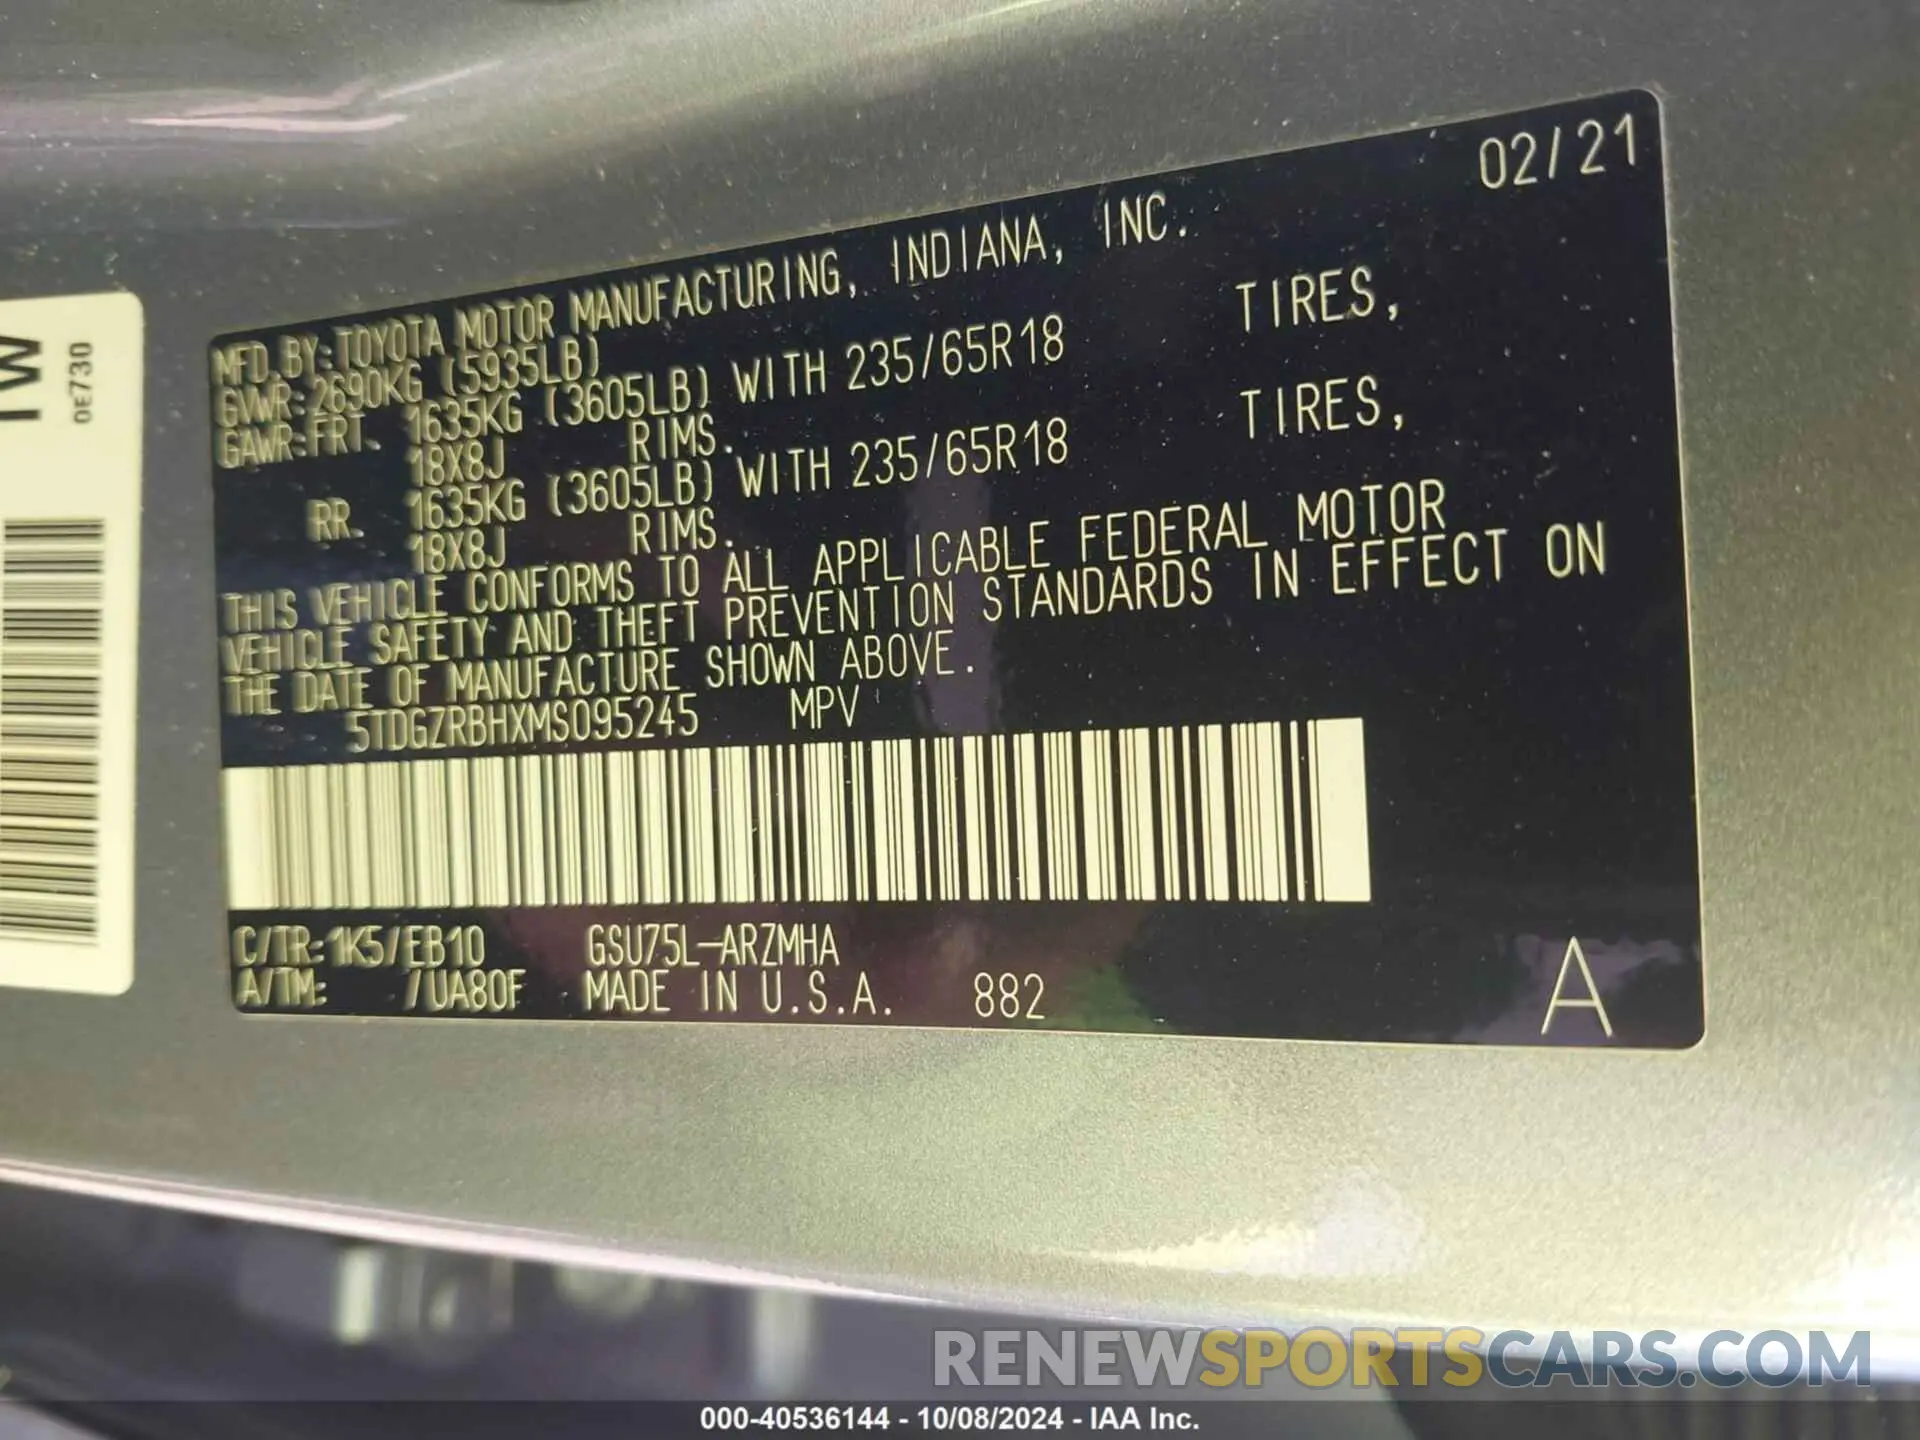 02/21
MFD.BY:TOYOTA MOTOR MANUFACTURING, INDIANA, INC.
GVWR:2690KG (5935LB)
GAWR:FRT. 1635KG (3605LB) WITH 235/65R18 TIRES,
18X8J RIMS.
RR. 1635KG (3605LB) WITH 235/65R18 TIRES,
18X8J RIMS.
THIS VEHICLE CONFORMS TO ALL APPLICABLE FEDERAL MOTOR
VEHICLE SAFETY AND THEFT PREVENTION STANDARDS IN EFFECT ON
THE DATE OF MANUFACTURE SHOWN ABOVE.
5TDGZRBHXMS095245 MPV
C/TR:1K5/EB10 GSU75L-ARZMHA
A/TM: /UA80F MADE IN U.S.A. 882
A
0E730
RENEWSPORTSCARS.COM
000-40536144 - 10/08/2024 - IAA Inc.